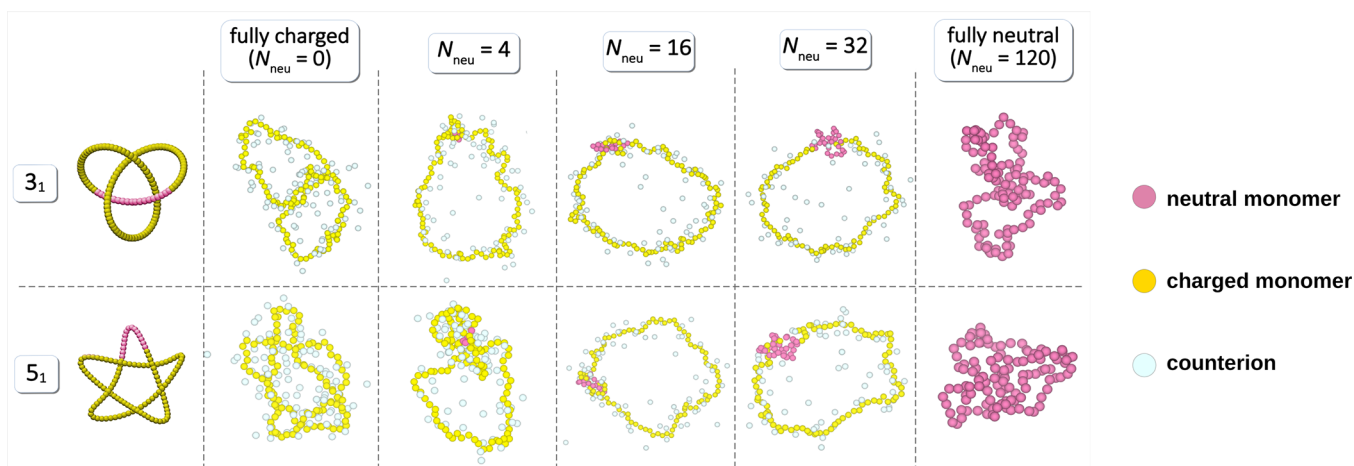 fully charged
(Nneu = 0)
Nneu = 4
Nneu = 16
Nneu = 32
fully neutral
(Nneu = 120)
31
neutral monomer
charged monomer
51
counterion